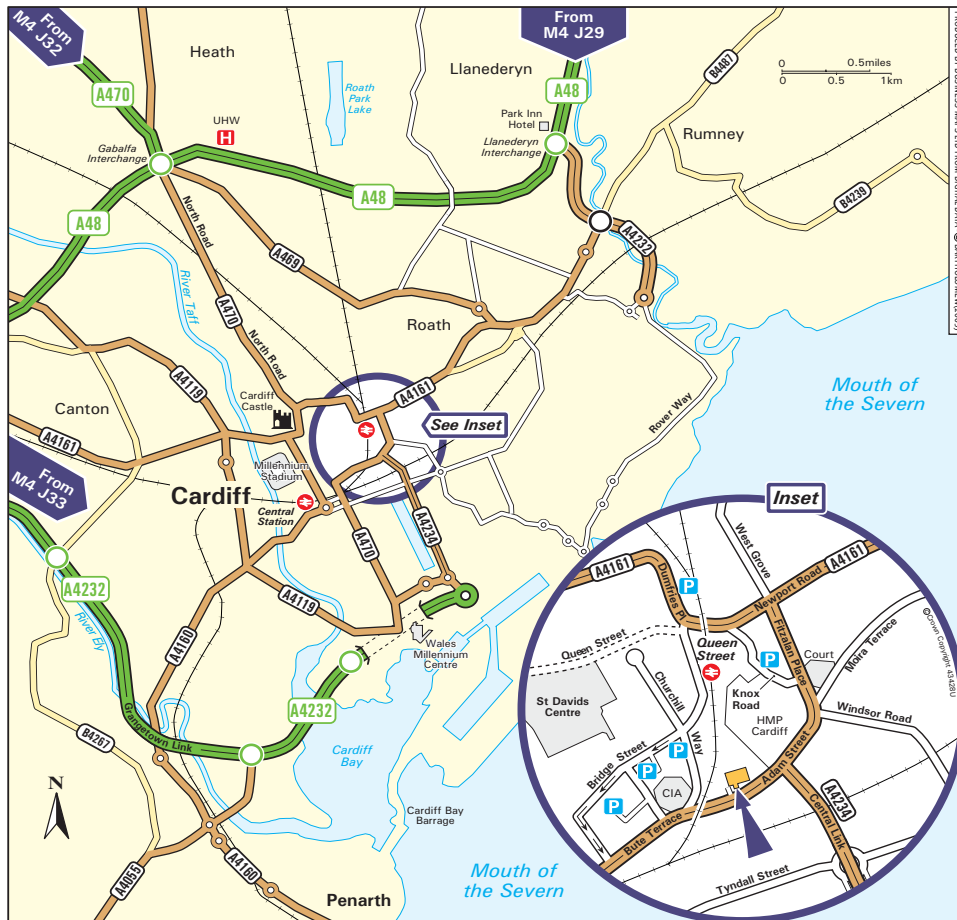 From
M4 J32
From
M4 J29
Heath
Llanederyn
B4487
0 0.5miles
0 0.5 1km
A470
A48
Roath
Park
Lake
UHW
H
Park Inn
Hotel
Rumney
Gabalfa
Interchange
Llanederyn
Interchange
A48
A48
B4239
North Road
A4232
A469
River Taff
A470
Roath
North Road
A4119
Mouth of
the Severn
Cardiff
Castle
A4161
Canton
See Inset
Rover Way
A4161
Millennium
Stadium
From
M4 J33
Cardiff
Central
Station
Inset
A470
A4234
A4232
River Ely
A4119
A4160
Wales
Millennium
Centre
A4232
Grangetown Link
B4267
Cardiff
Bay
N
Cardiff Bay
Barrage
A4055
A4160
Penarth
Mouth of
the Severn
West Grove
A4161
A4161
Dumfries Pl
P
Newport Road
©Crown Copyright 43428U
Queen Street
Queen
Street
P
Fitzalan Place
Court
Moira Terrace
Churchill
Way
St Davids
Centre
Knox
Road
Windsor Road
HMP
Cardiff
Bridge Street
P
P
P
CIA
Adam Street
Bute Terrace
Central Link
A4234
Tyndall Street